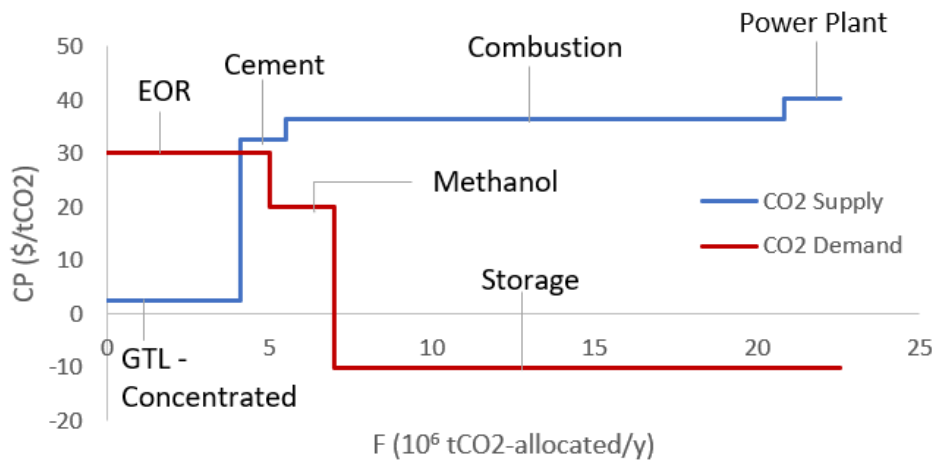 Power Plant
50
Combustion
Cement
40
EOR
30
CP ($/tCO2)
Methanol
20
CO2 Supply
CO2 Demand
10
Storage
0
0 5 10 15 20 25
GTL -
Concentrated
-10
-20
F (10⁶ tCO2-allocated/y)